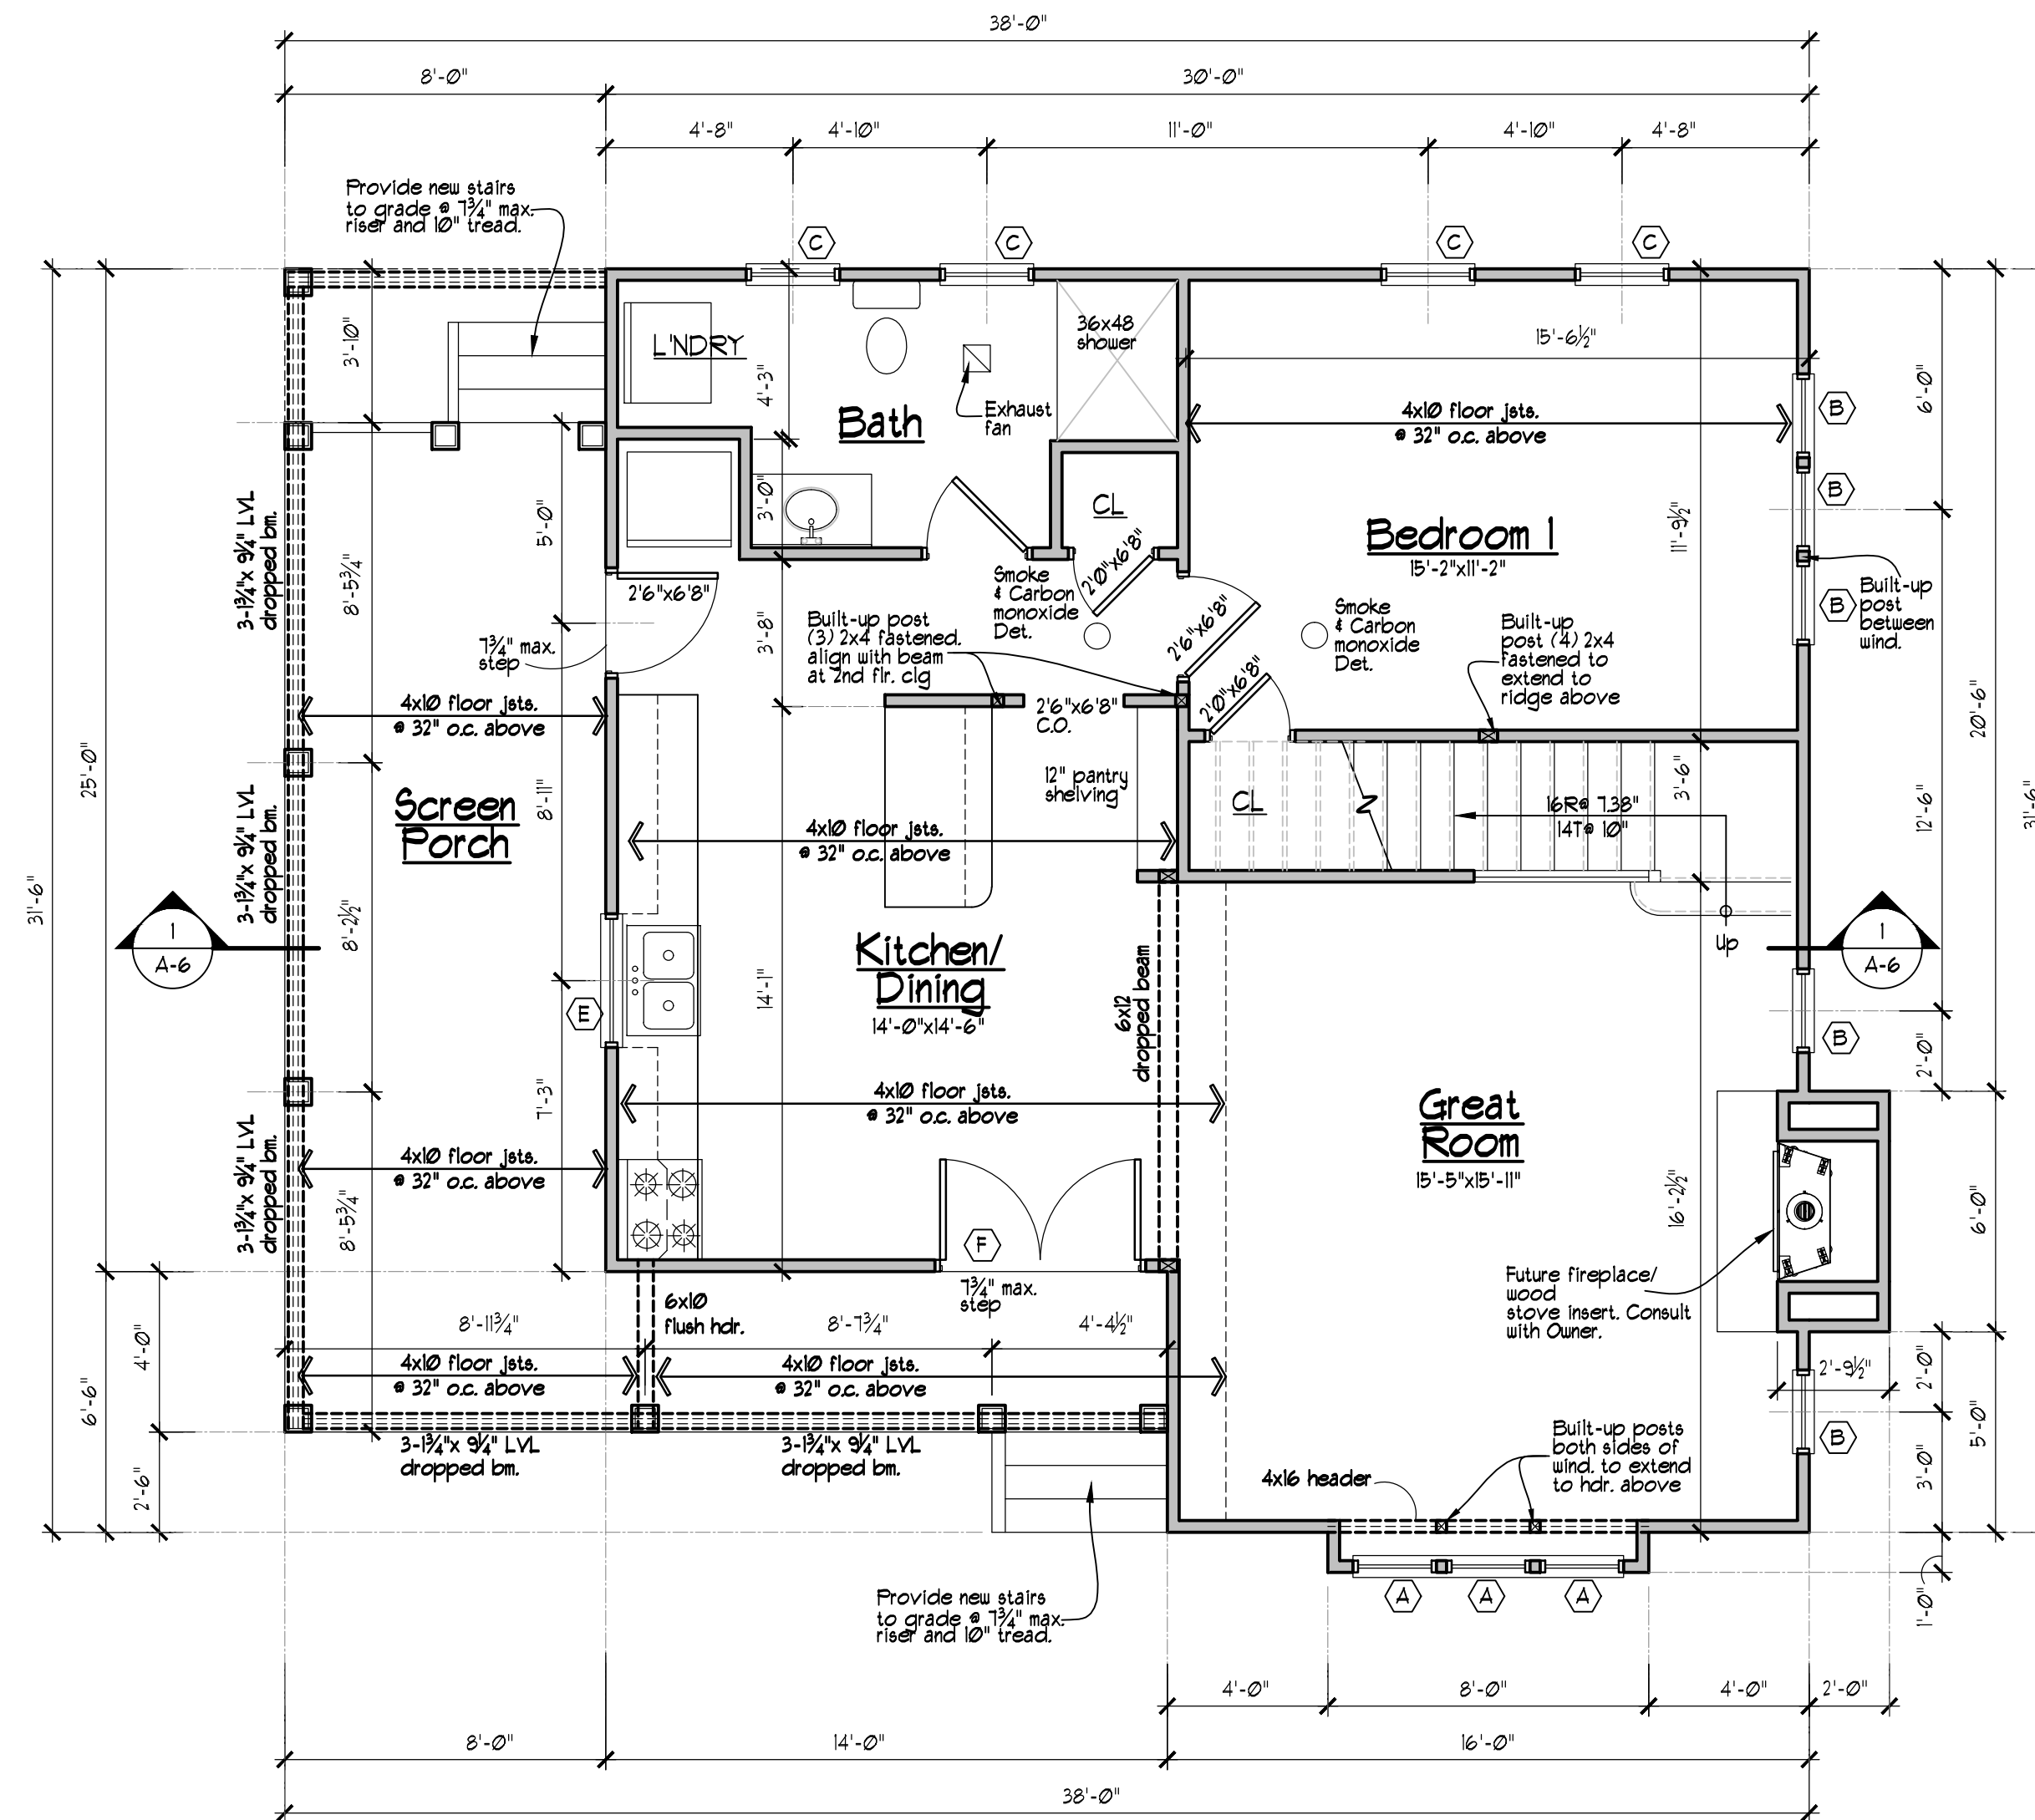 38'-0"
8'-0"
30'-0"
4'-8"
4'-10"
11'-0"
4'-10"
4'-8"
Provide new stairs
to grade @ 7¾" max.
riser and 10" tread.
C
C
C
C
L'NDRY
36x48
shower
15'-6½"
3'-10"
4'-3"
Exhaust
fan
Bath
4x10 floor jsts.
@ 32" o.c. above
6'-0"
B
B
B
3-1¾"x 9¼" LVL
dropped bm.
8'-5¾"
5'-0"
3'-0"
CL
2'0"x6'8"
Bedroom 1
15'-2"x11'-2"
11'-9½"
2'6"x6'8"
7¾" max.
step
3'-8"
Smoke
& Carbon
monoxide
Det.
Built-up post
(3) 2x4 fastened.
align with beam
at 2nd flr. clg
2'6"x6'8"
2'0"x6'8"
Smoke
& Carbon
monoxide
Det.
Built-up
post (4) 2x4
fastened to
extend to
ridge above
Built-up
post
between
wind.
2'6"x6'8"
C.O.
4x10 floor jsts.
@ 32" o.c. above
25'-0"
20'-6"
31'-6"
Screen
Porch
8'-11"
12" pantry
shelving
CL
16R@ 7.38"
14T@ 10"
3'-6"
12'-6"
4x10 floor jsts.
@ 32" o.c. above
3-1¾"x 9¼" LVL
dropped bm.
31'-6"
1
A-6
8'-2½"
Kitchen/
Dining
14'-0"x14'-6"
14'-1"
6x12
dropped beam
Up
1
A-6
E
B
2'-0"
4x10 floor jsts.
@ 32" o.c. above
7'-3"
Great
Room
15'-5"x15'-11"
16'-2½"
3-1¾"x 9¼" LVL
dropped bm.
8'-5¾"
4x10 floor jsts.
@ 32" o.c. above
F
6'-0"
7¾" max.
step
Future fireplace/
wood
stove insert. Consult
with Owner.
6x10
flush hdr.
8'-11¾"
8'-7¾"
4'-4½"
4'-0"
6'-6"
2'-6"
4x10 floor jsts.
@ 32" o.c. above
4x10 floor jsts.
@ 32" o.c. above
2'-9½"
2'-0"
5'-0"
3'-0"
B
3-1¾"x 9¼" LVL
dropped bm.
3-1¾"x 9¼" LVL
dropped bm.
4x16 header
Built-up posts
both sides of
wind. to extend
to hdr. above
A
A
A
1'-0"
Provide new stairs
to grade @ 7¾" max.
riser and 10" tread.
4'-0"
8'-0"
4'-0"
2'-0"
8'-0"
14'-0"
16'-0"
38'-0"